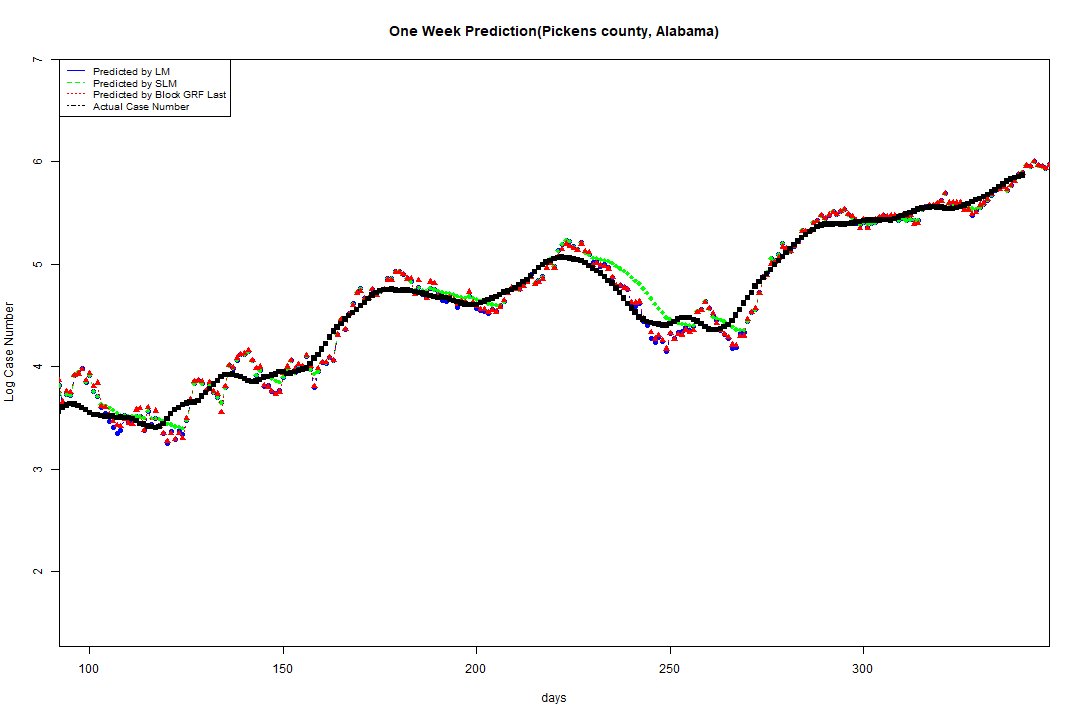 One Week Prediction(Pickens county, Alabama)
Predicted by LM
Predicted by SLM
Predicted by Block GRF Last
Actual Case Number
7
6
5
4
3
2
Log Case Number
100 150 200 250 300
days